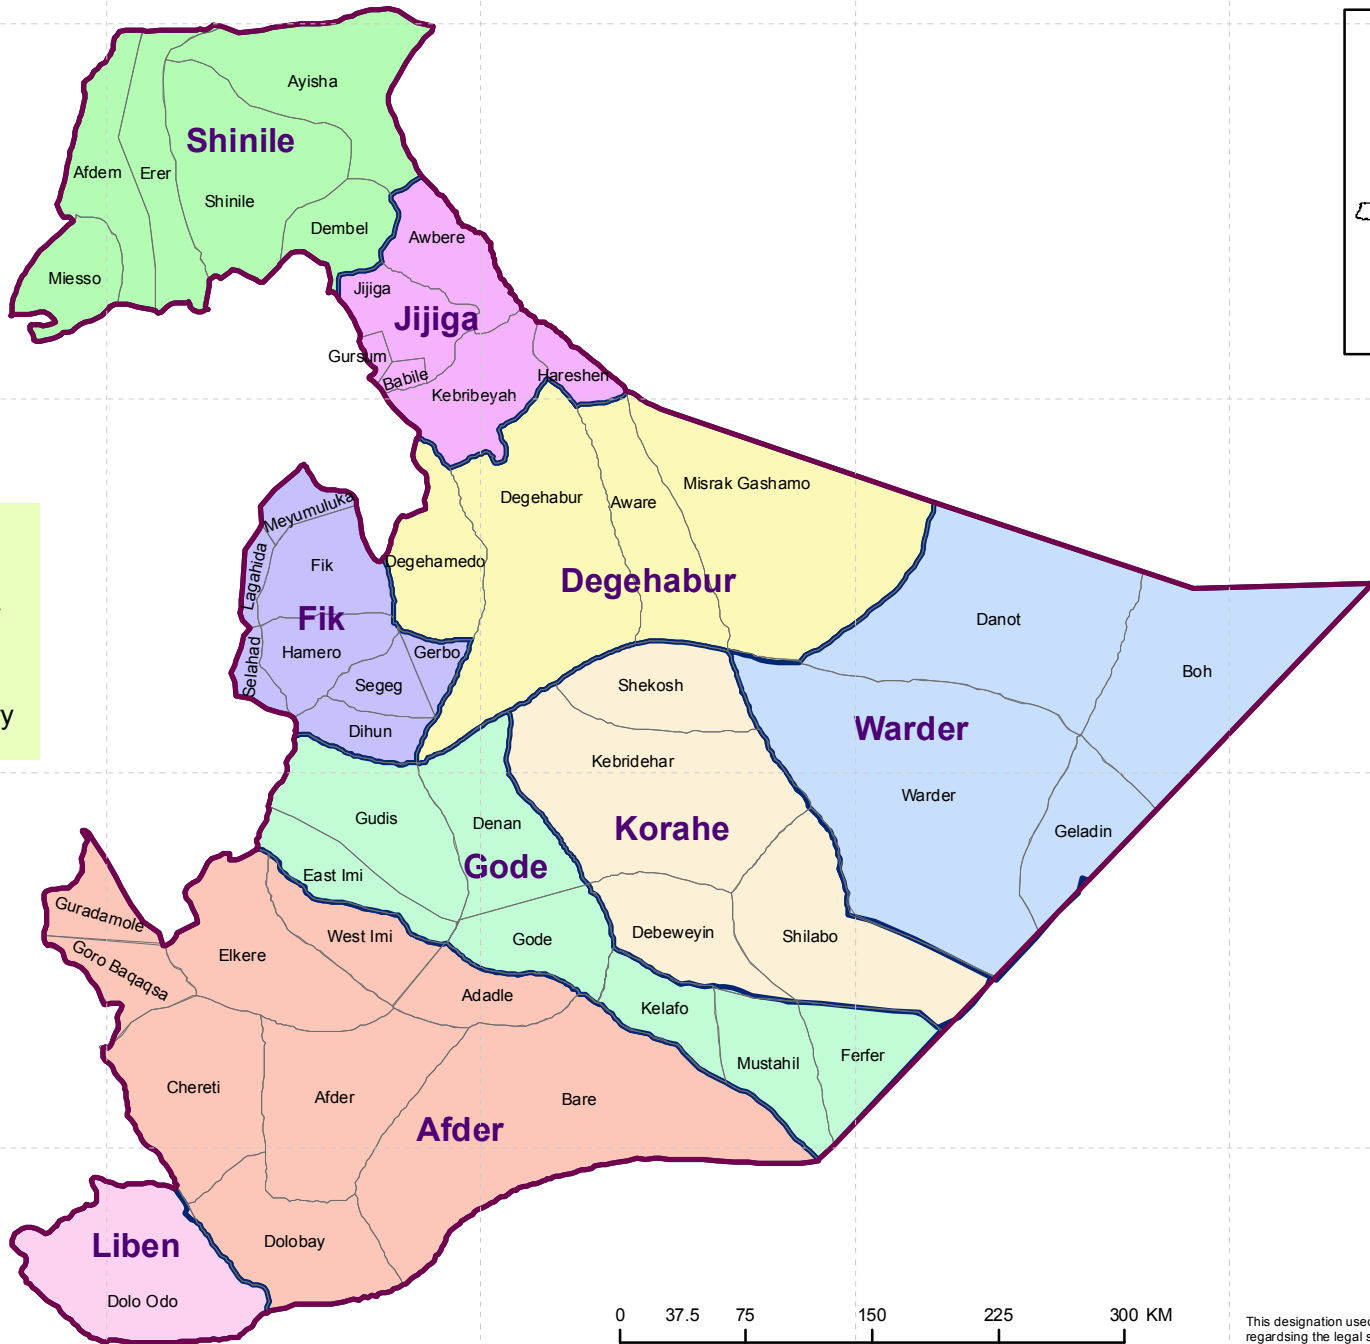 Ayisha
Shinile
Afdem
Erer
Shinile
Dembel
Miesso
Awbere
Jijiga
Jijiga
Gursum
Babile
Kebribeyah
Hareshen
Misrak Gashamo
Degehabur
Aware
Meyumuluka
Degehamedo
Fik
Lagahida
Degehabur
Fik
Danot
Hamero
Gerbo
Selahad
Segeg
Shekosh
Boh
y
Dihun
Warder
Kebridehar
Warder
Gudis
Denan
Korahe
Geladin
East Imi
Gode
Guradamole
West Imi
Gode
Debeweyin
Shilabo
Elkere
Goro Baqaqsa
Adadle
Kelafo
Mustahil
Ferfer
Chereti
Afder
Bare
Afder
Liben
Dolobay
Dolo Odo
0 37.5 75 150 225 300 KM
This designation uses
regardsing the legal s